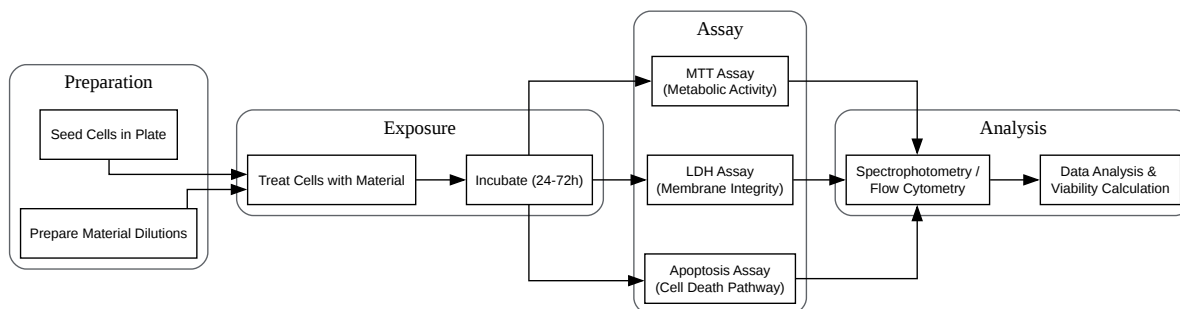 Preparation
Seed Cells in Plate
Prepare Material Dilutions
Exposure
Treat Cells with Material
Incubate (24-72h)
Assay
MTT Assay
(Metabolic Activity)
LDH Assay
(Membrane Integrity)
Apoptosis Assay
(Cell Death Pathway)
Analysis
Spectrophotometry /
Flow Cytometry
Data Analysis &
Viability Calculation